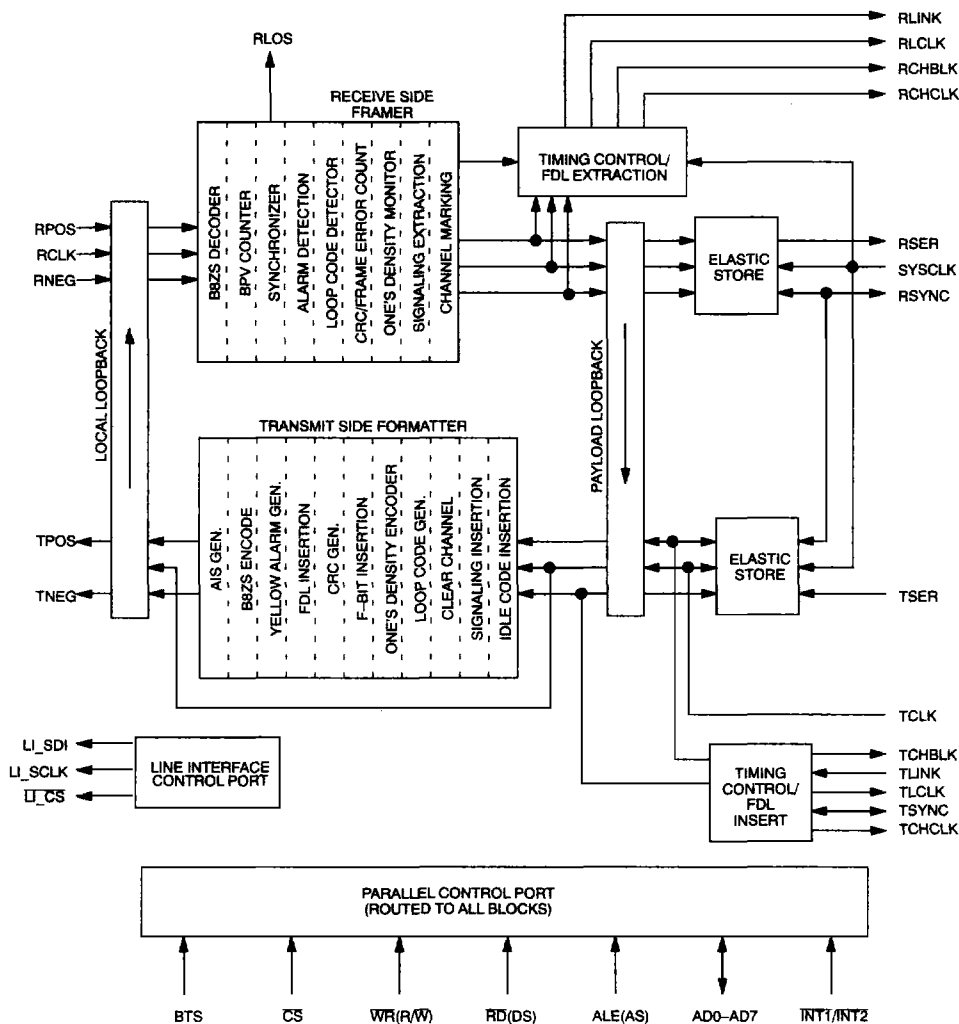 RLINK
RLCLK
RCHBLK
RCHCLK
RLOS
RECEIVE SIDE
FRAMER
B8ZS DECODER
BPV COUNTER
SYNCHRONIZER
ALARM DETECTION
LOOP CODE DETECTOR
CRC/FRAME ERROR COUNT
ONE'S DENSITY MONITOR
SIGNALING EXTRACTION
CHANNEL MARKING
TIMING CONTROL/
FDL EXTRACTION
RPOS
RCLK
RNEG
LOCAL LOOPBACK
PAYLOAD LOOPBACK
ELASTIC
STORE
RSER
SYSCLK
RSYNC
TRANSMIT SIDE FORMATTER
AIS GEN.
B8ZS ENCODE
YELLOW ALARM GEN.
FDL INSERTION
CRC GEN.
F-BIT INSERTION
ONE'S DENSITY ENCODER
LOOP CODE GEN.
CLEAR CHANNEL
SIGNALING INSERTION
IDLE CODE INSERTION
TPOS
TNEG
ELASTIC
STORE
TSER
TCLK
LI_SDI
LI_SCLK
LI_CS
LINE INTERFACE
CONTROL PORT
TIMING
CONTROL/
FDL
INSERT
TCHBLK
TLINK
TLCLK
TSYNC
TCHCLK
PARALLEL CONTROL PORT
(ROUTED TO ALL BLOCKS)
BTS
CS
WR(R/W)
RD(DS)
ALE(AS)
AD0–AD7
INT1/INT2